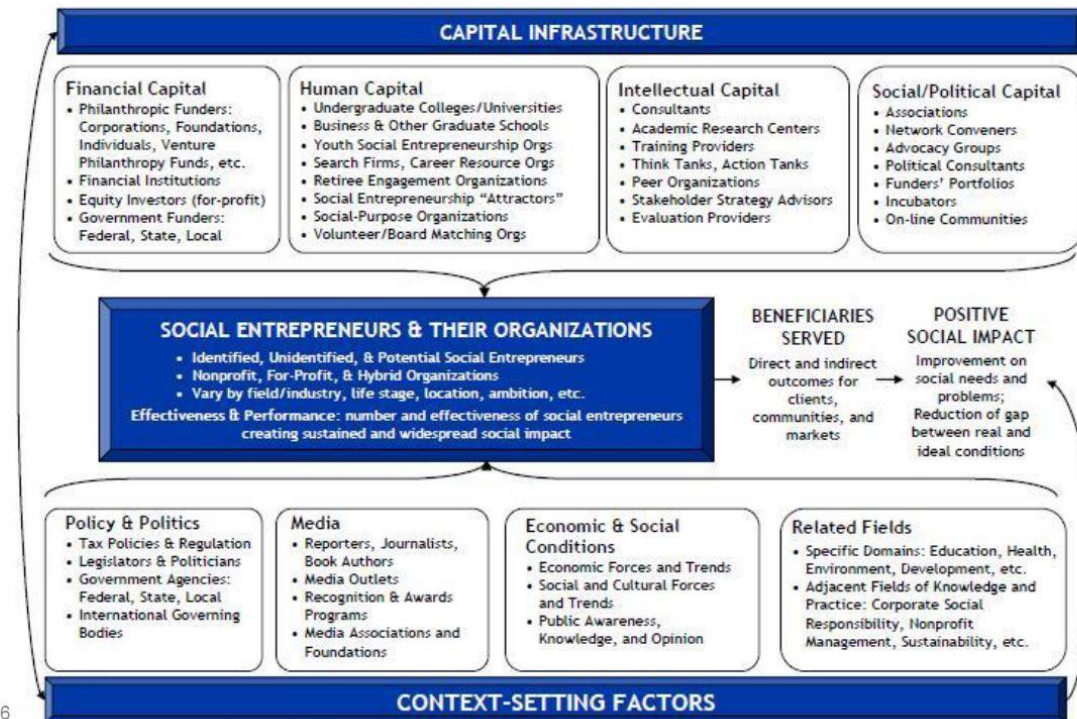 CAPITAL INFRASTRUCTURE
Financial Capital
• Philanthropic Funders:
Corporations, Foundations,
Individuals, Venture
Philanthropy Funds, etc.
• Financial Institutions
• Equity Investors (for-profit)
• Government Funders:
Federal, State, Local
Human Capital
• Undergraduate Colleges/Universities
• Business & Other Graduate Schools
• Youth Social Entrepreneurship Orgs
• Search Firms, Career Resource Orgs
• Retiree Engagement Organizations
• Social Entrepreneurship “Attractors”
• Social-Purpose Organizations
• Volunteer/Board Matching Orgs
Intellectual Capital
• Consultants
• Academic Research Centers
• Training Providers
• Think Tanks, Action Tanks
• Peer Organizations
• Stakeholder Strategy Advisors
• Evaluation Providers
Social/Political Capital
• Associations
• Network Conveners
• Advocacy Groups
• Political Consultants
• Funders’ Portfolios
• Incubators
• On-line Communities
SOCIAL ENTREPRENEURS & THEIR ORGANIZATIONS
• Identified, Unidentified, & Potential Social Entrepreneurs
• Nonprofit, For-Profit, & Hybrid Organizations
• Vary by field/industry, life stage, location, ambition, etc.
Effectiveness & Performance: number and effectiveness of social entrepreneurs
creating sustained and widespread social impact
BENEFICIARIES
SERVED
Direct and indirect
outcomes for
clients,
communities, and
markets
POSITIVE
SOCIAL IMPACT
Improvement on
social needs and
problems;
Reduction of gap
between real and
ideal conditions
Policy & Politics
• Tax Policies & Regulation
• Legislators & Politicians
• Government Agencies:
Federal, State, Local
• International Governing
Bodies
Media
• Reporters, Journalists,
Book Authors
• Media Outlets
• Recognition & Awards
Programs
• Media Associations and
Foundations
Economic & Social
Conditions
• Economic Forces and Trends
• Social and Cultural Forces
and Trends
• Public Awareness,
Knowledge, and Opinion
Related Fields
• Specific Domains: Education, Health,
Environment, Development, etc.
• Adjacent Fields of Knowledge and
Practice: Corporate Social
Responsibility, Nonprofit
Management, Sustainability, etc.
CONTEXT-SETTING FACTORS
6